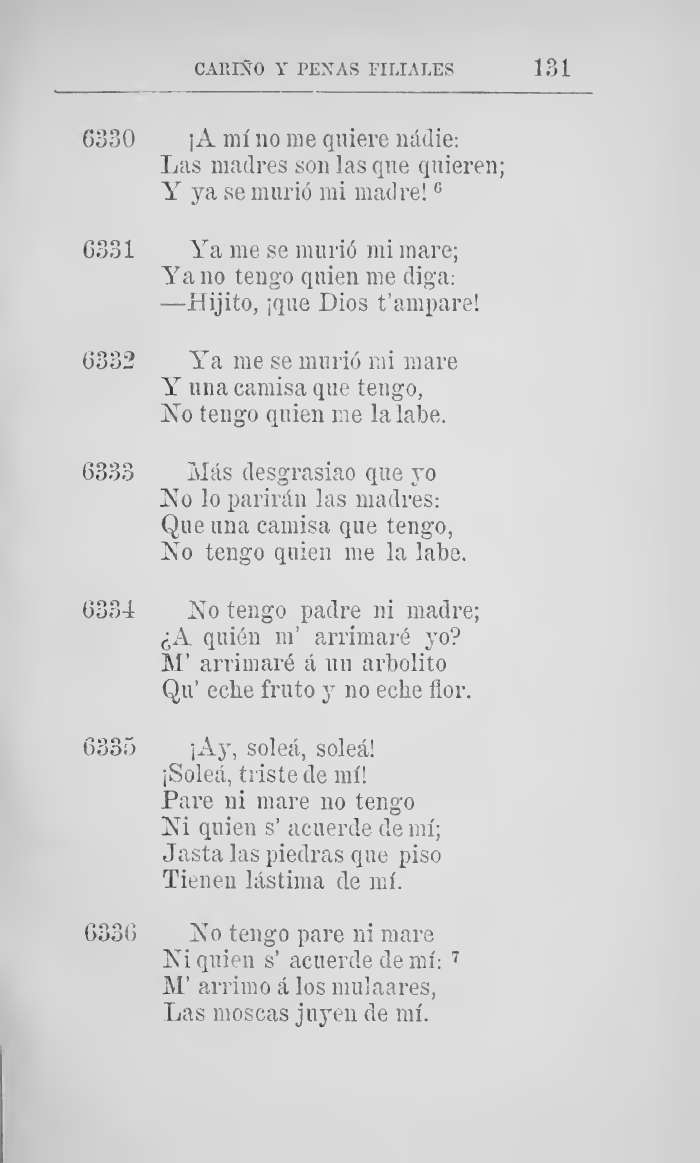 CARIÑO Y PENAS FILIALES 131
6330 ¡A mí no me quiere nádie:
Las madres son las que quieren;
Y ya se murió mi madre! 6
6331 Ya me se murió mi mare;
Ya no tengo quien me diga:
—Hijito, ¡que Dios t'ampare!
6332 Ya me se murió mi mare
Y una camisa que tengo,
No tengo quien me la labe.
6333 Más desgrasiao que yo
No lo parirán las madres:
Que una camisa que tengo,
No tengo quien me la labe.
6334 No tengo padre ni madre;
¿A quién m' arrimaré yo?
M' arrimaré á un arbolito
Qu' eche fruto y no eche flor.
6335 ¡Ay, soleá, soleá!
¡Soleá, triste de mí!
Pare ni mare no tengo
Ni quien s' acuerde de mí;
Jasta las piedras que piso
Tienen lástima de mí.
6336 No tengo pare ni mare
Ni quien s' acuerde de mí: 7
M' arrimo á los mulaares,
Las moscas juyen de mí.